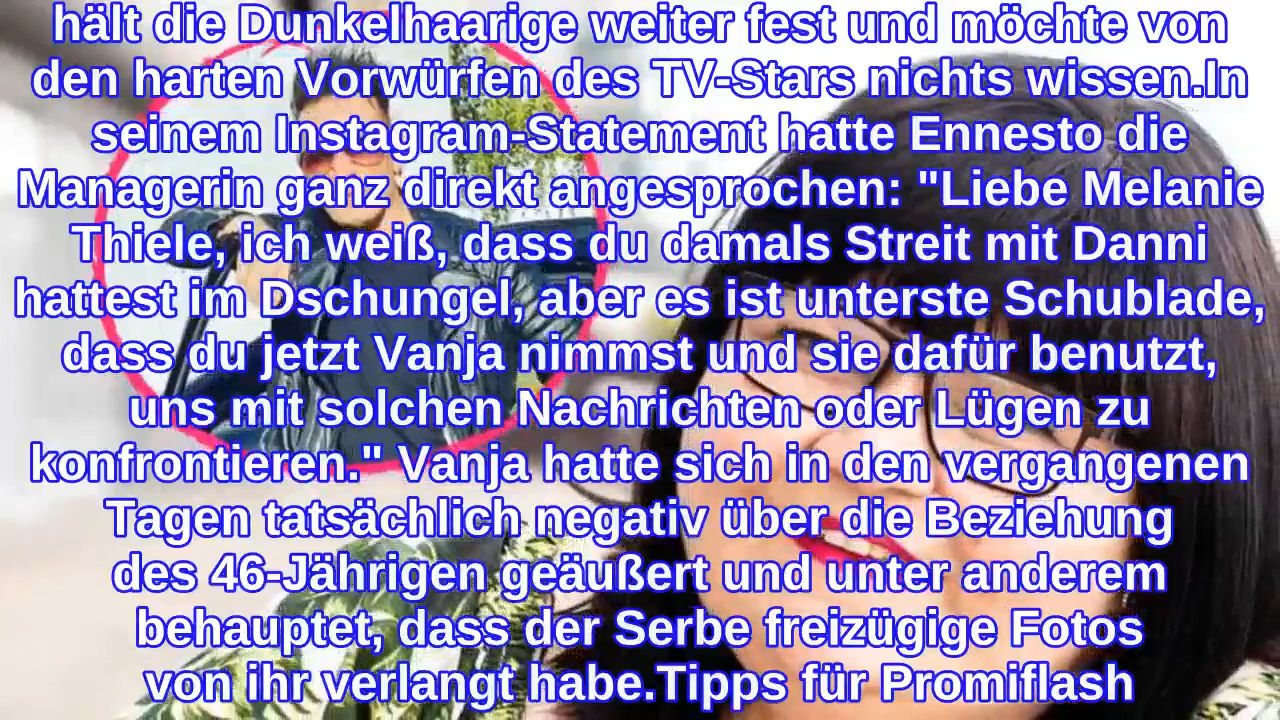 hält die Dunkelhaarige weiter fest und möchte von
den harten Vorwürfen des TV-Stars nichts wissen.In
seinem Instagram-Statement hatte Ennesto die
Managerin ganz direkt angesprochen: "Liebe Melanie
Thiele, ich weiß, dass du damals Streit mit Danni
hattest im Dschungel, aber es ist unterste Schublade,
dass du jetzt Vanja nimmst und sie dafür benutzt,
uns mit solchen Nachrichten oder Lügen zu
konfrontieren." Vanja hatte sich in den vergangenen
Tagen tatsächlich negativ über die Beziehung
des 46-Jährigen geäußert und unter anderem
behauptet, dass der Serbe freizügige Fotos
von ihr verlangt habe.Tipps für Promiflash